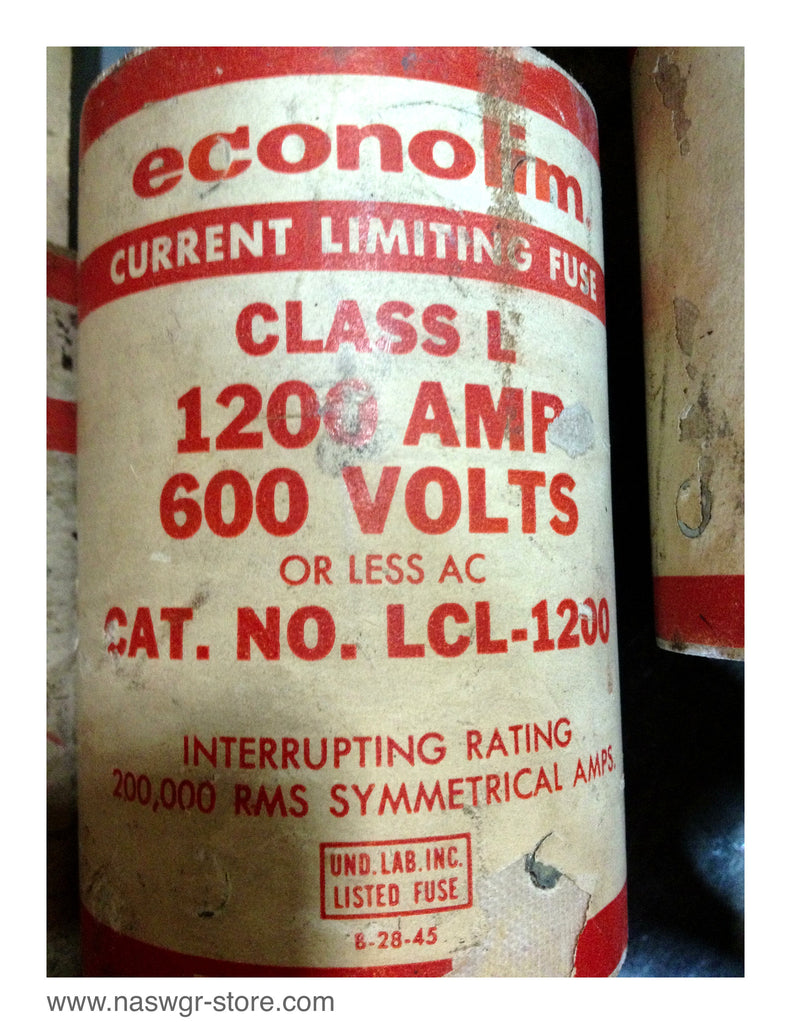 econolim
CURRENT LIMITING FUSE
CLASS L
1200 AMP
600 VOLTS
OR LESS AC
CAT. NO. LCL-1200
INTERRUPTING RATING
200,000 RMS SYMMETRICAL AMPS.
UND. LAB. INC.
LISTED FUSE
B-28-45
www.naswgr-store.com